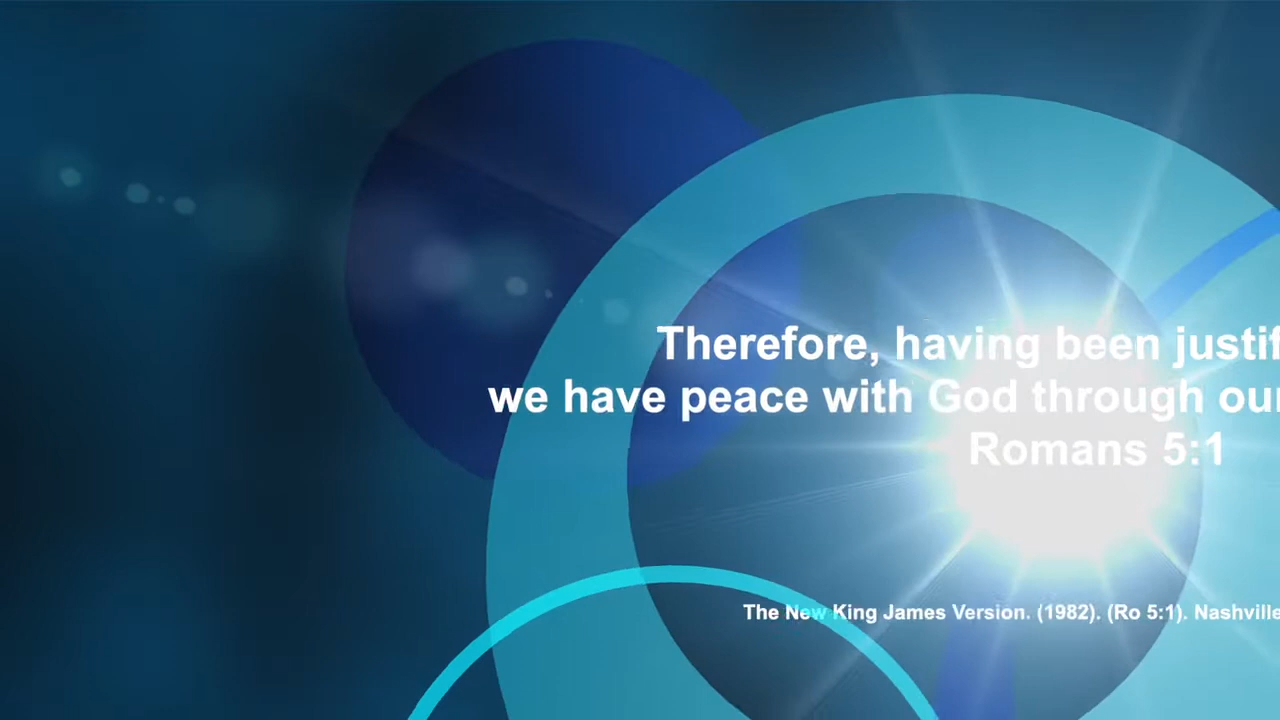 Therefore, having been justif
we have peace with God through our
Romans 5:1
The New King James Version. (1982). (Ro 5:1). Nashville